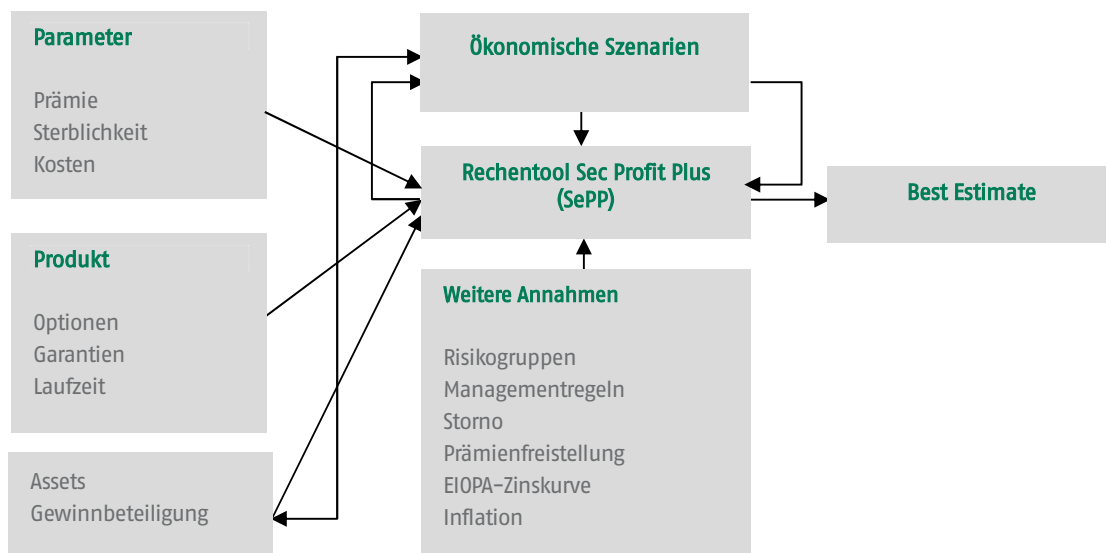 Parameter
Prämie
Sterblichkeit
Kosten
Produkt
Optionen
Garantien
Laufzeit
Assets
Gewinnbeteiligung
Ökonomische Szenarien
Rechentool Sec Profit Plus
(SePP)
Weitere Annahmen
Risikogruppen
Managementregeln
Storno
Prämienfreistellung
EIOPA-Zinskurve
Inflation
Best Estimate